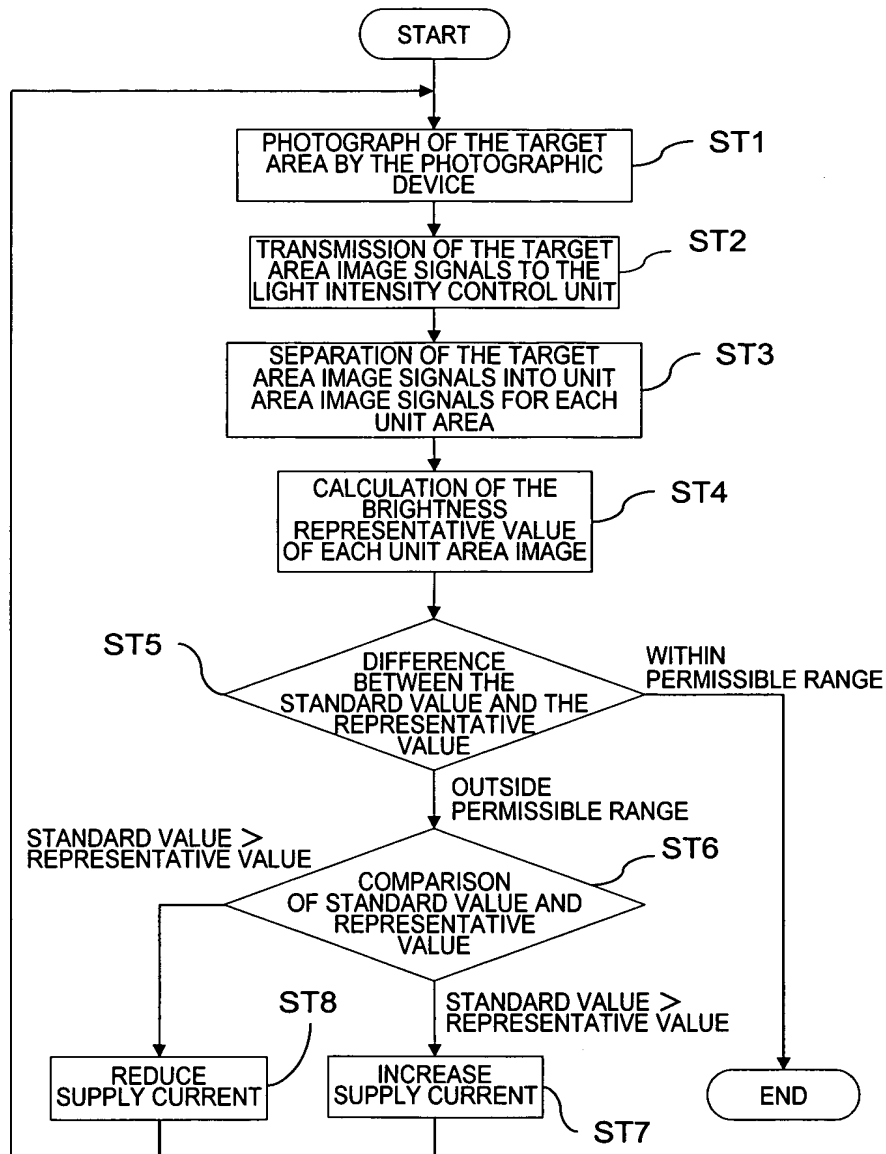 START
PHOTOGRAPH OF THE TARGET
AREA BY THE PHOTOGRAPHIC
DEVICE
ST1
TRANSMISSION OF THE TARGET
AREA IMAGE SIGNALS TO THE
LIGHT INTENSITY CONTROL UNIT
ST2
SEPARATION OF THE TARGET
AREA IMAGE SIGNALS INTO UNIT
AREA IMAGE SIGNALS FOR EACH
UNIT AREA
ST3
CALCULATION OF THE
BRIGHTNESS
REPRESENTATIVE VALUE
OF EACH UNIT AREA IMAGE
ST4
ST5
DIFFERENCE
BETWEEN THE
STANDARD VALUE AND THE
REPRESENTATIVE
VALUE
WITHIN
PERMISSIBLE RANGE
OUTSIDE
PERMISSIBLE RANGE
STANDARD VALUE >
REPRESENTATIVE VALUE
ST6
COMPARISON
OF STANDARD VALUE AND
REPRESENTATIVE
VALUE
STANDARD VALUE >
REPRESENTATIVE VALUE
ST8
REDUCE
SUPPLY CURRENT
INCREASE
SUPPLY CURRENT
ST7
END